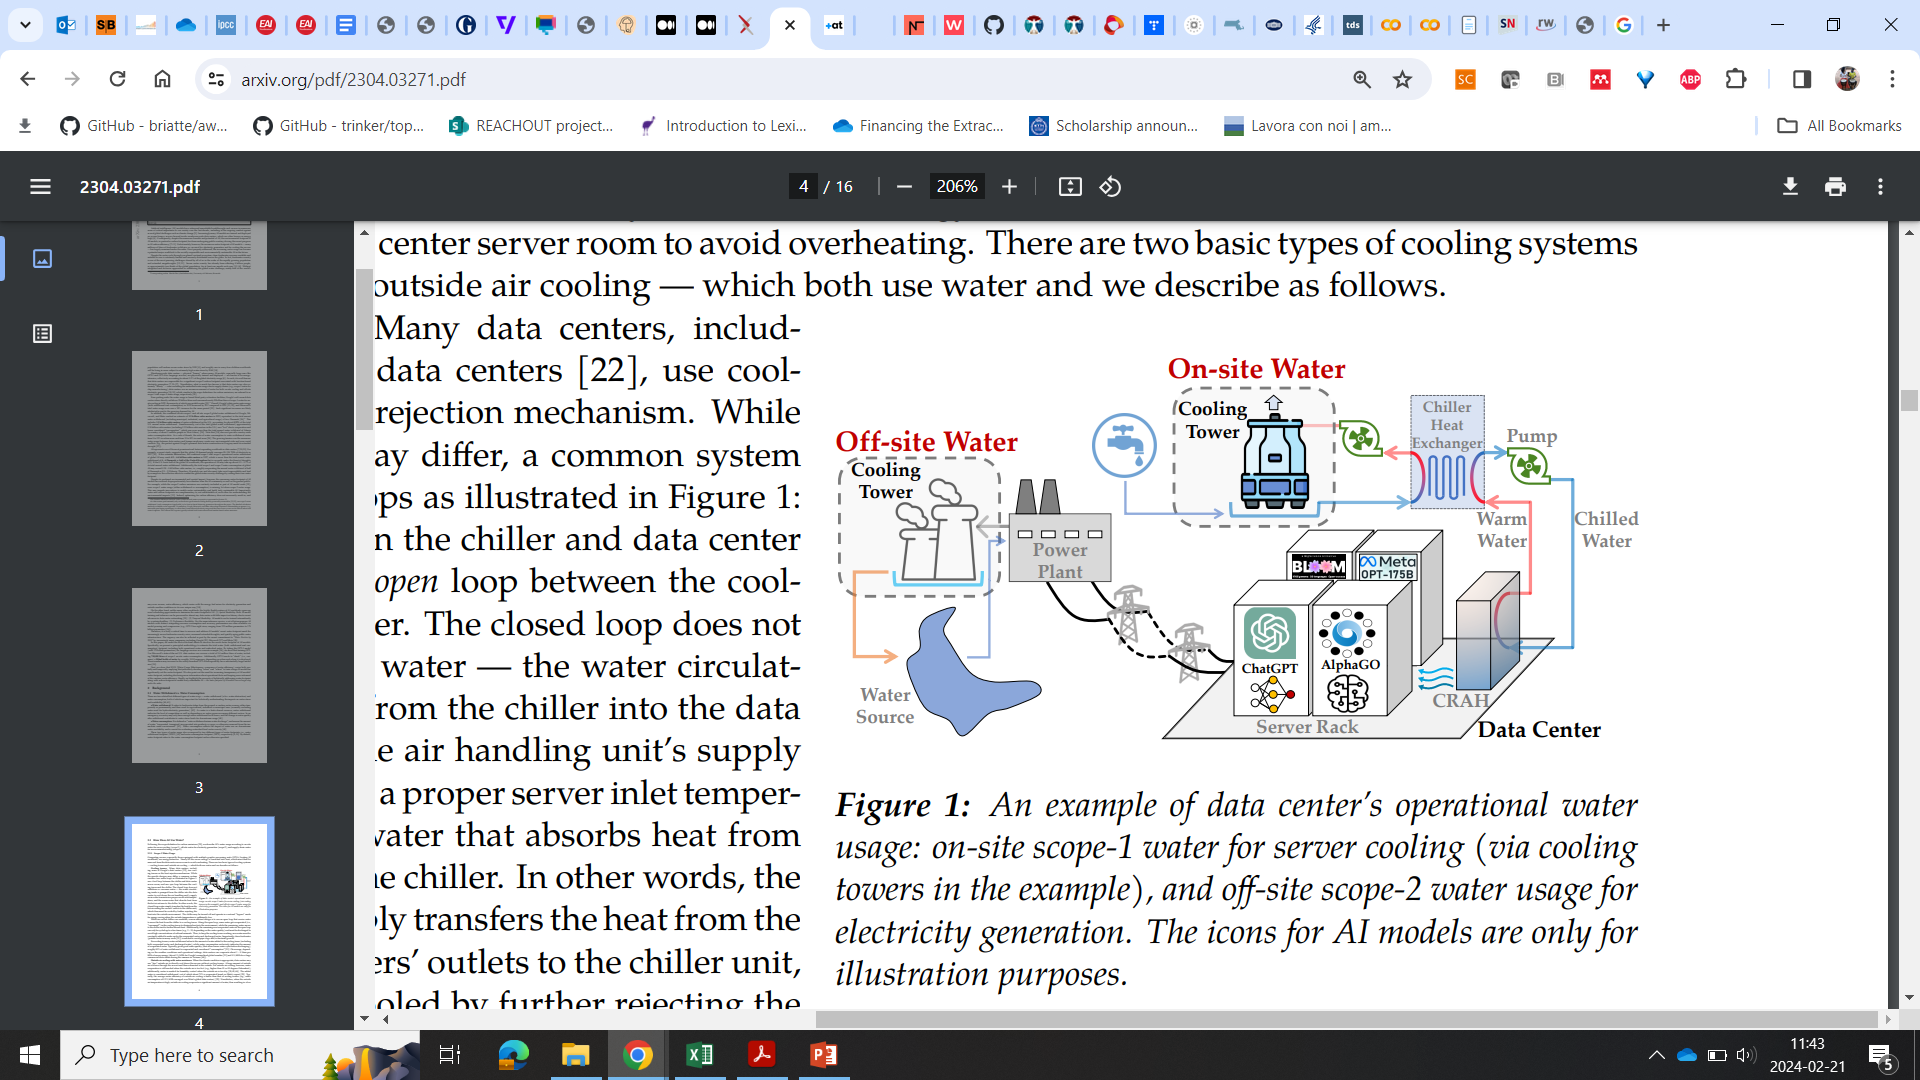 arxiv.org/pdf/2304.03271.pdf
GitHub - briatte/aw...
GitHub - trinker/top...
REACHOUT project...
Introduction to Lexi...
Financing the Extrac...
Scholarship announ...
Lavora con noi | am...
All Bookmarks
2304.03271.pdf
4 / 16
206%
1
2
3
4
center server room to avoid overheating. There are two basic types of cooling systems
outside air cooling — which both use water and we describe as follows.
Many data centers, includ-
data centers [22], use cool-
rejection mechanism. While
ay differ, a common system
ops as illustrated in Figure 1:
n the chiller and data center
open loop between the cool-
er. The closed loop does not
water — the water circulat-
rom the chiller into the data
e air handling unit's supply
a proper server inlet temper-
vater that absorbs heat from
e chiller. In other words, the
ply transfers the heat from the
ers' outlets to the chiller unit,
ooled by further rejecting the
On-site Water
Cooling
Tower
Chiller
Heat
Exchanger
Pump
Off-site Water
Cooling
Tower
Power
Plant
Warm
Water
Chilled
Water
BLOOM
Meta
OPT-175B
ChatGPT
AlphaGO
Water
Source
CRAH
Server Rack
Data Center
Figure 1: An example of data center's operational water
usage: on-site scope-1 water for server cooling (via cooling
towers in the example), and off-site scope-2 water usage for
electricity generation. The icons for AI models are only for
illustration purposes.
Type here to search
11:43
2024-02-21
5